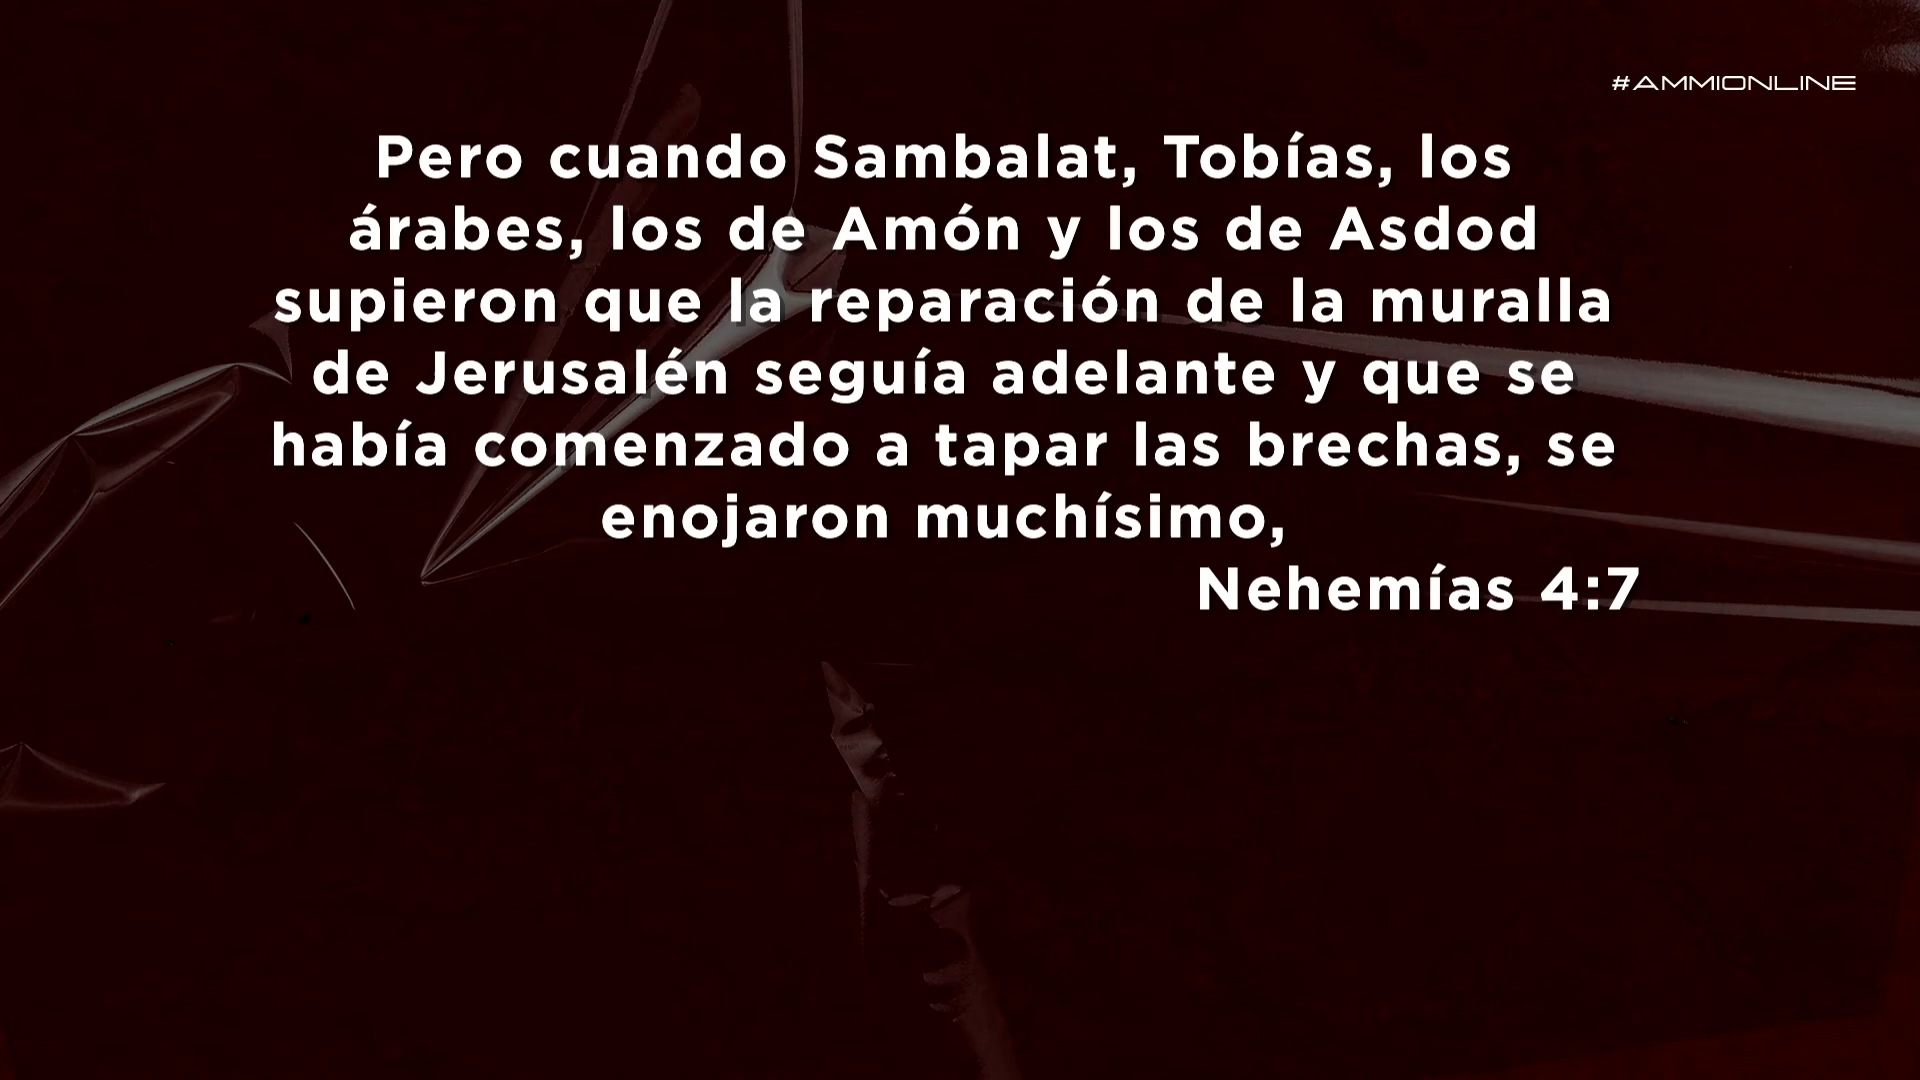 #AMMIONLINE
Pero cuando Sambalat, Tobías, los
árabes, los de Amón y los de Asdod
supieron que la reparación de la muralla
de Jerusalén seguía adelante y que se
había comenzado a tapar las brechas, se
enojaron muchísimo,
Nehemías 4:7